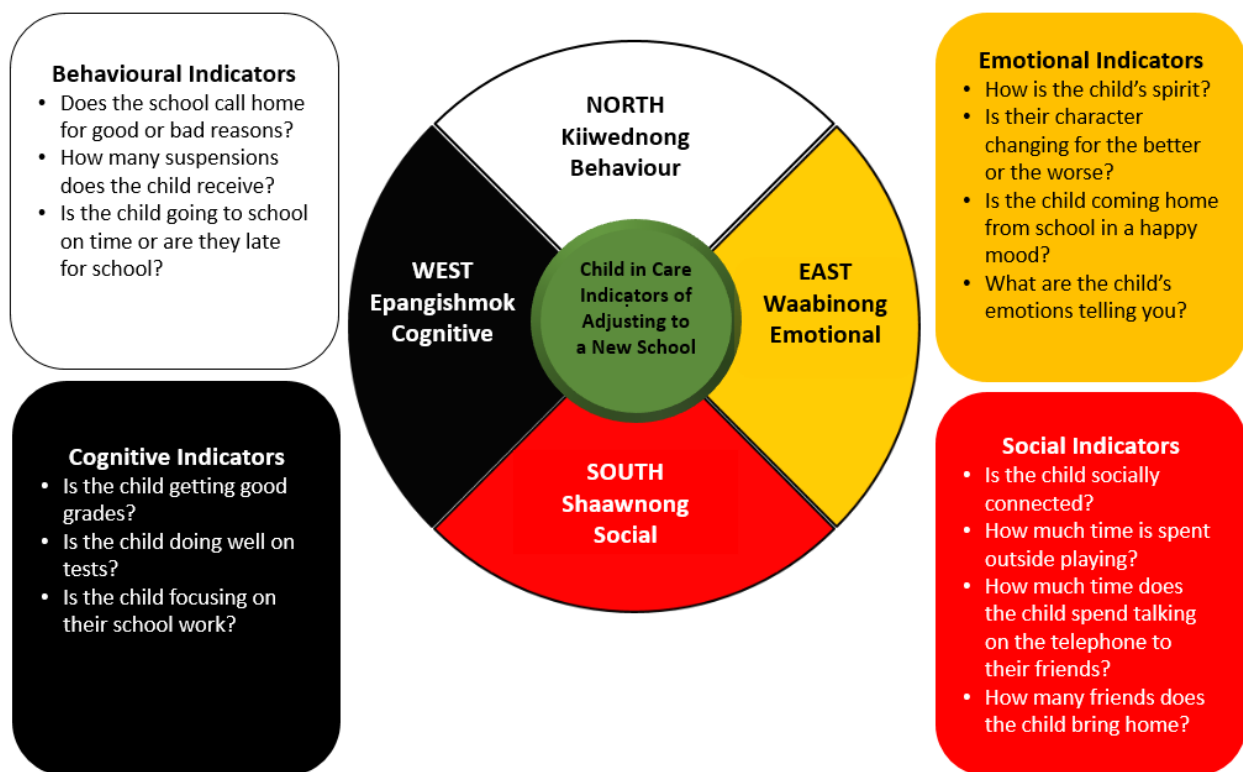 Behavioural Indicators
• Does the school call home
for good or bad reasons?
• How many suspensions
does the child receive?
• Is the child going to school
on time or are they late
for school?
Cognitive Indicators
• Is the child getting good
grades?
• Is the child doing well on
tests?
• Is the child focusing on
their school work?
NORTH
Kiiwednong
Behaviour
WEST
Epangishmok
Cognitive
Child in Care
Indicators of
Adjusting to
a New School
EAST
Waabinong
Emotional
SOUTH
Shaawnong
Social
Emotional Indicators
• How is the child’s spirit?
• Is their character
changing for the better
or the worse?
• Is the child coming home
from school in a happy
mood?
• What are the child’s
emotions telling you?
Social Indicators
• Is the child socially
connected?
• How much time is spent
outside playing?
• How much time does
the child spend talking
on the telephone to
their friends?
• How many friends does
the child bring home?